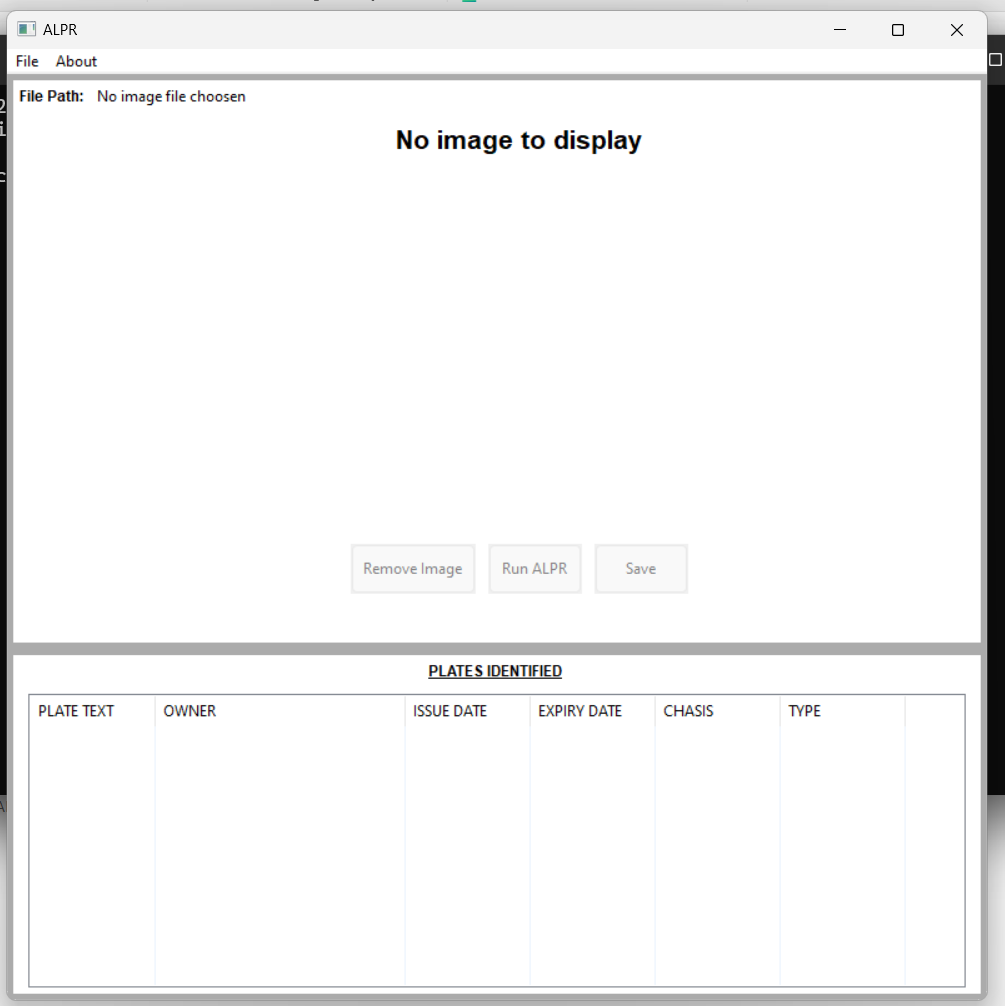 ALPR
File About
File Path: No image file choosen
No image to display
Remove Image Run ALPR Save
PLATES IDENTIFIED
PLATE TEXT OWNER ISSUE DATE EXPIRY DATE CHASIS TYPE